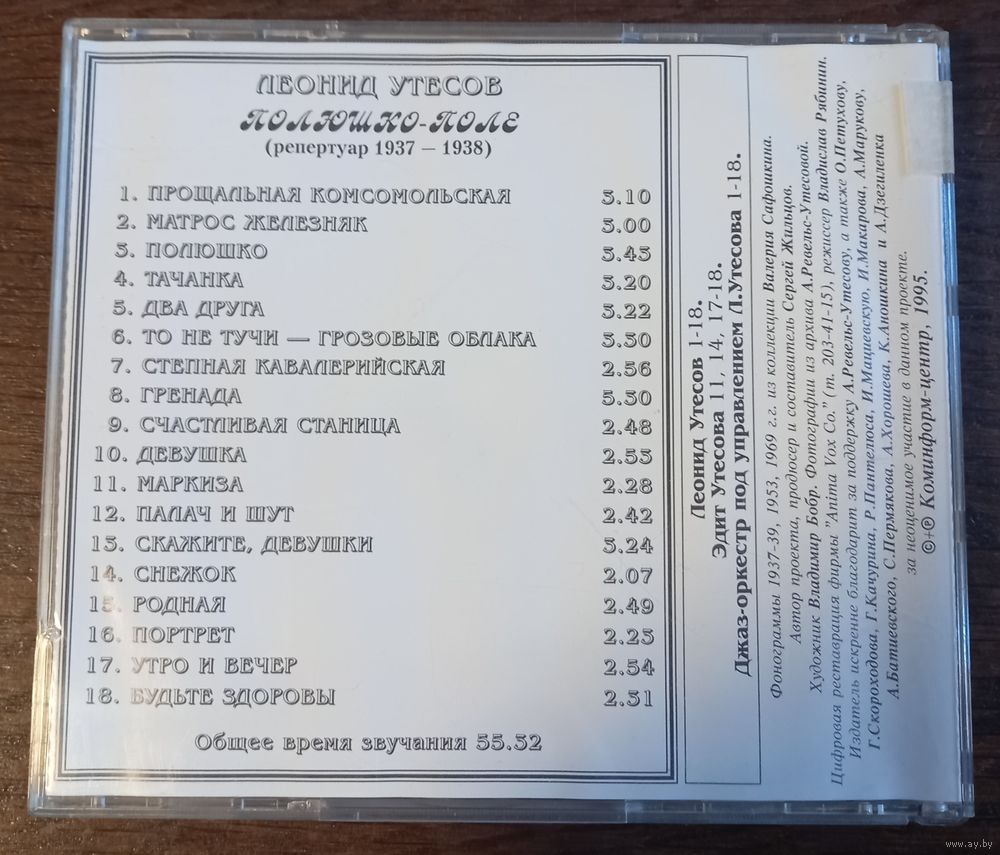 ЛЕОНИД УТЕСОВ
ПОЛЮШКО-ПОЛЕ
(репертуар 1937 – 1938)
1. ПРОЩАЛЬНАЯ КОМСОМОЛЬСКАЯ 3.10
2. МАТРОС ЖЕЛЕЗНЯК 3.00
3. ПОЛЮШКО 3.45
4. ТАЧАНКА 3.20
5. ДВА ДРУГА 3.22
6. ТО НЕ ТУЧИ — ГРОЗОВЫЕ ОБЛАКА 3.30
7. СТЕПНАЯ КАВАЛЕРИЙСКАЯ 2.56
8. ГРЕНАДА 5.30
9. СЧАСТЛИВАЯ СТАНИЦА 2.48
10. ДЕВУШКА 2.53
11. МАРКИЗА 2.28
12. ПАЛАЧ И ШУТ 2.42
13. СКАЖИТЕ, ДЕВУШКИ 3.24
14. СНЕЖОК 2.07
15. РОДНАЯ 2.49
16. ПОРТРЕТ 2.23
17. УТРО И ВЕЧЕР 2.54
18. БУДЬТЕ ЗДОРОВЫ 2.51
Общее время звучания 55.52
Леонид Утесов 1-18.
Эдит Утесова 11, 14, 17-18.
Джаз-оркестр под управлением Л.Утесова 1-18.
Фонограммы 1937-39, 1953, 1969 г.г. из коллекции Валерия Сафошкина.
Автор проекта, продюсер и составитель Сергей Жильцов.
Художник Владимир Бобр. Фотографии из архива А.Ревельс-Утесовой.
Цифровая реставрация фирмы "Anima Vox Co." (т. 203-41-15), режиссер Владислав Рябинин.
Издатель искренне благодарит за поддержку А.Ревельс-Утесову, а также О.Петухову,
Г.Скороходова, Г.Качурина, Р.Пантелюса, И.Мациевскую, И.Макарова, А.Марукову,
А.Батиевского, С.Пермякова, А.Хорошева, К.Аношкина и А.Дзегиленка
за неоценимое участие в данном проекте.
©+℗ Коминформ-центр, 1995.
www.ay.by